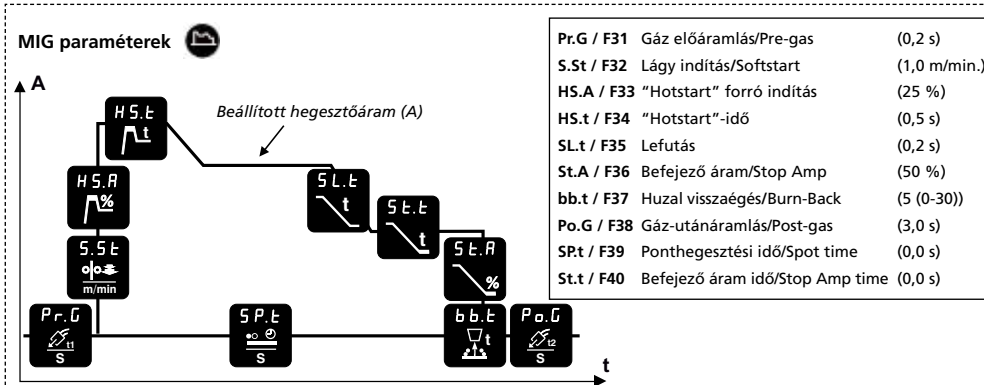 MIG paraméterek
A
Beállított hegesztőáram (A)
HS.t
t
HS.A
%
S.St
m/min
Pr.G
t1
S
SP.t
S
SL.t
t
St.t
t
St.A
%
bb.t
t
Po.G
t2
S
t
Pr.G / F31 Gáz előáramlás/Pre-gas (0,2 s)
S.St / F32 Lágy indítás/Softstart (1,0 m/min.)
HS.A / F33 "Hotstart" forró indítás (25 %)
HS.t / F34 "Hotstart"-idő (0,5 s)
SL.t / F35 Lefutás (0,2 s)
St.A / F36 Befejező áram/Stop Amp (50 %)
bb.t / F37 Huzal visszaégés/Burn-Back (5 (0-30))
Po.G / F38 Gáz-utánáramlás/Post-gas (3,0 s)
SP.t / F39 Ponthegesztési idő/Spot time (0,0 s)
St.t / F40 Befejező áram idő/Stop Amp time (0,0 s)